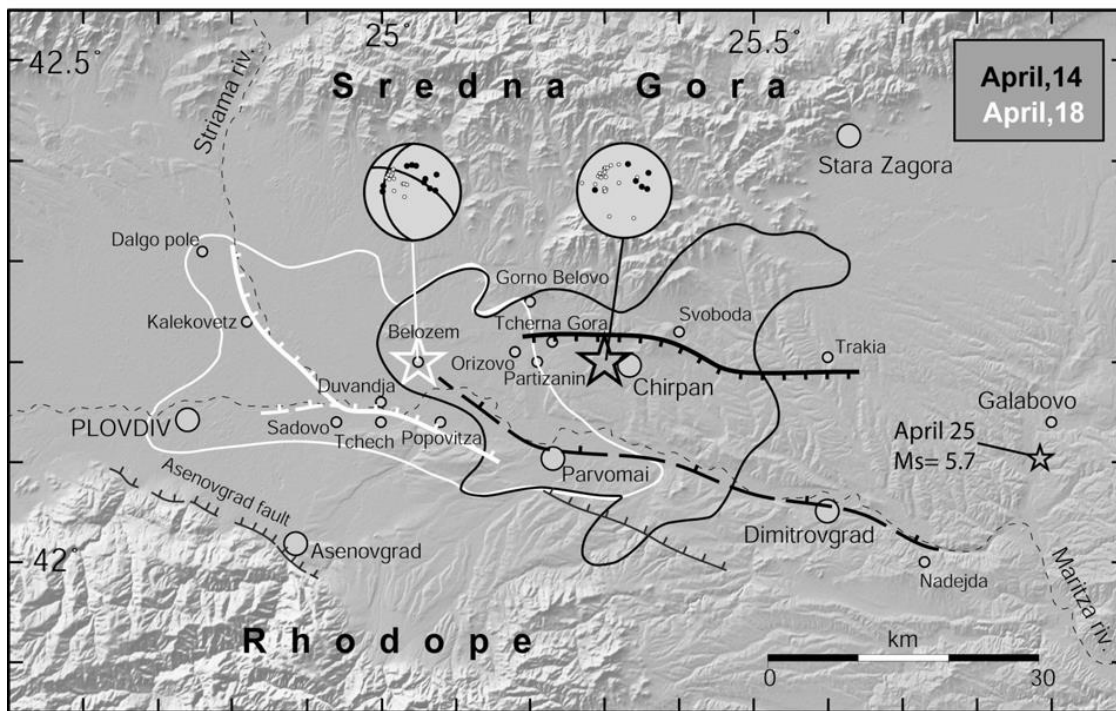 42.5°
25°
25.5°
Sredna Gora
April,14
April,18
Striama riv.
Stara Zagora
Dalgo pole
Gorno Belovo
Kalekovetz
Belozem
Tcherna Gora
Svoboda
Orizovo
Partizanin
Trakia
Chirpan
Duvandja
Galabovo
PLOVDIV
Sadovo
Tchech
Popovitza
April 25
Ms= 5.7
Parvomai
Asenovgrad fault
Dimitrovgrad
Asenovgrad
42°
Nadejda
Maritza riv.
Rhodope
km
0
30